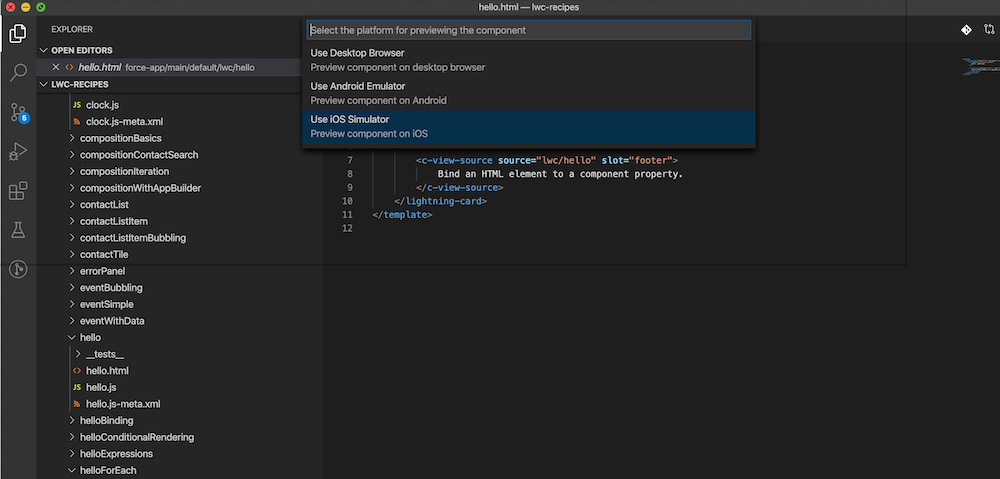 hello.html — lwc-recipes
EXPLORER
OPEN EDITORS
hello.html force-app/main/default/lwc/hello
LWC-RECIPES
JS clock.js
clock.js-meta.xml
compositionBasics
compositionContactSearch
compositionIteration
compositionWithAppBuilder
contactList
contactListItem
contactListItemBubbling
contactTile
errorPanel
eventBubbling
eventSimple
eventWithData
hello
__tests__
<> hello.html
JS hello.js
hello.js-meta.xml
helloBinding
helloConditionalRendering
helloExpressions
helloForEach
5
Select the platform for previewing the component
Use Desktop Browser
Preview component on desktop browser
Use Android Emulator
Preview component on Android
Use iOS Simulator
Preview component on iOS
7 <c-view-source source="lwc/hello" slot="footer">
8 Bind an HTML element to a component property.
9 </c-view-source>
10 </lightning-card>
11 </template>
12